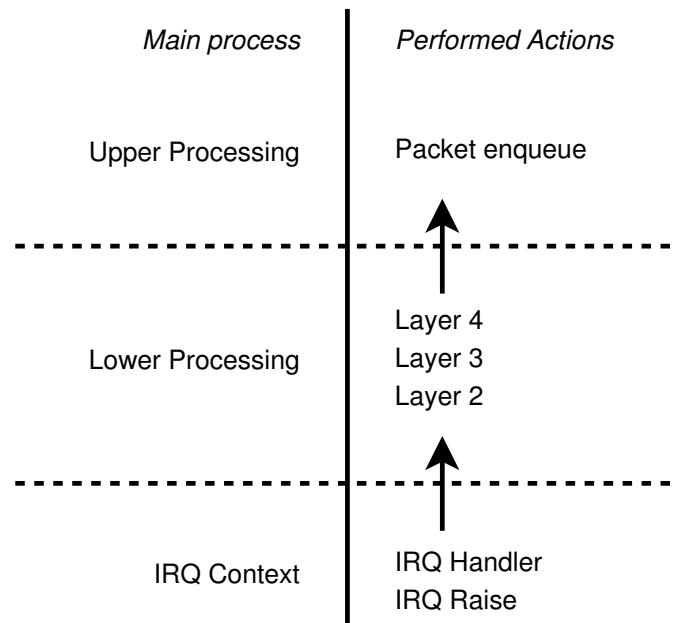 Main process Performed Actions
Upper Processing Packet enqueue
Layer 4
Lower Processing Layer 3
Layer 2
IRQ Context IRQ Handler
IRQ Raise